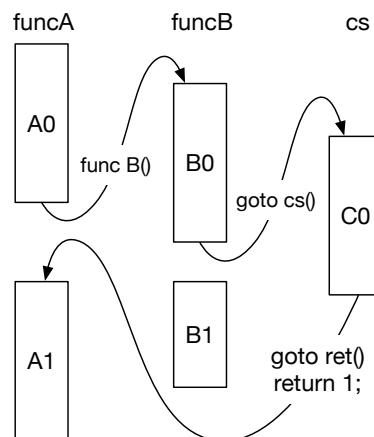 funcA funcB cs
A0
func B()
B0
goto cs()
C0
A1
B1
goto ret()
return 1;